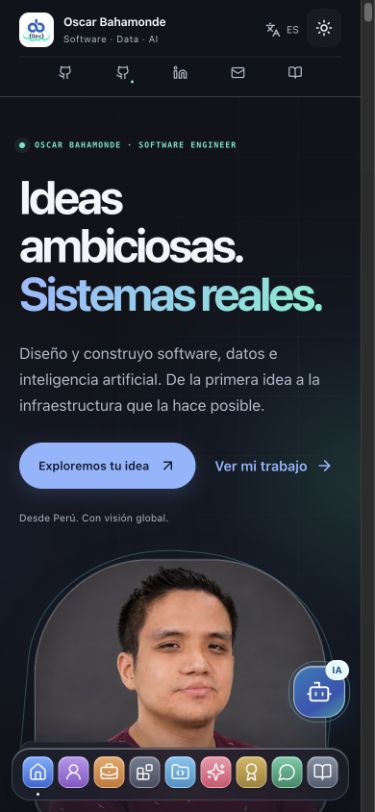 Oscar Bahamonde
Software · Data · AI
ES
OSCAR BAHAMONDE · SOFTWARE ENGINEER
Ideas
ambiciosas.
Sistemas reales.
Diseño y construyo software, datos e
inteligencia artificial. De la primera idea a la
infraestructura que la hace posible.
Exploremos tu idea
Ver mi trabajo
Desde Perú. Con visión global.
IA